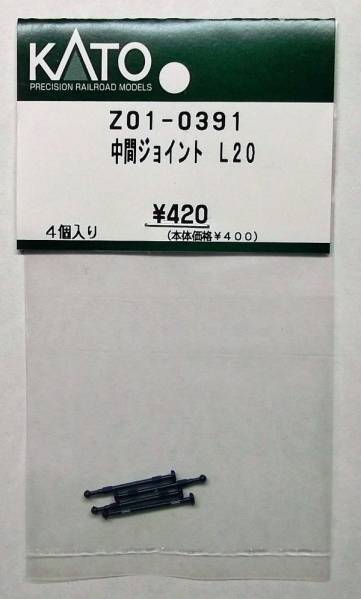 KATO
PRECISION RAILROAD MODELS
Z01-0391
中間ジョイント L20
¥420
4個入り (本体価格¥400)